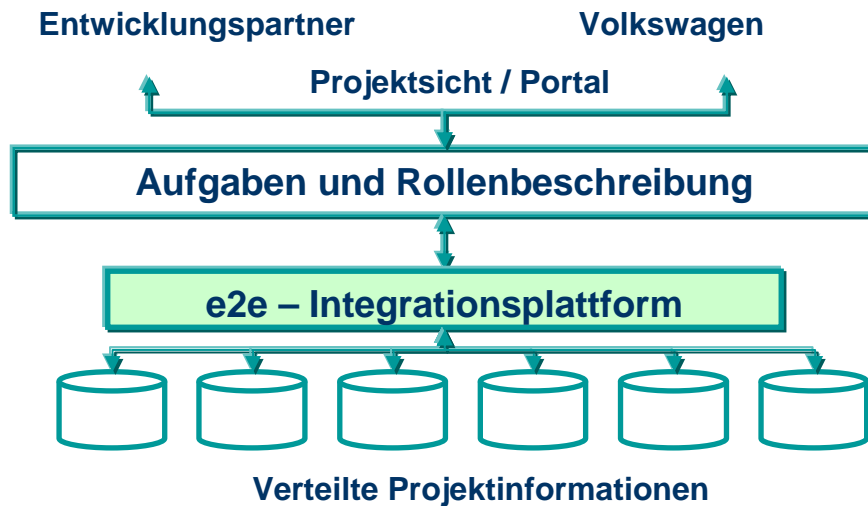 Entwicklungspartner
Volkswagen
Projektsicht / Portal
Aufgaben und Rollenbeschreibung
e2e – Integrationsplattform
Verteilte Projektinformationen